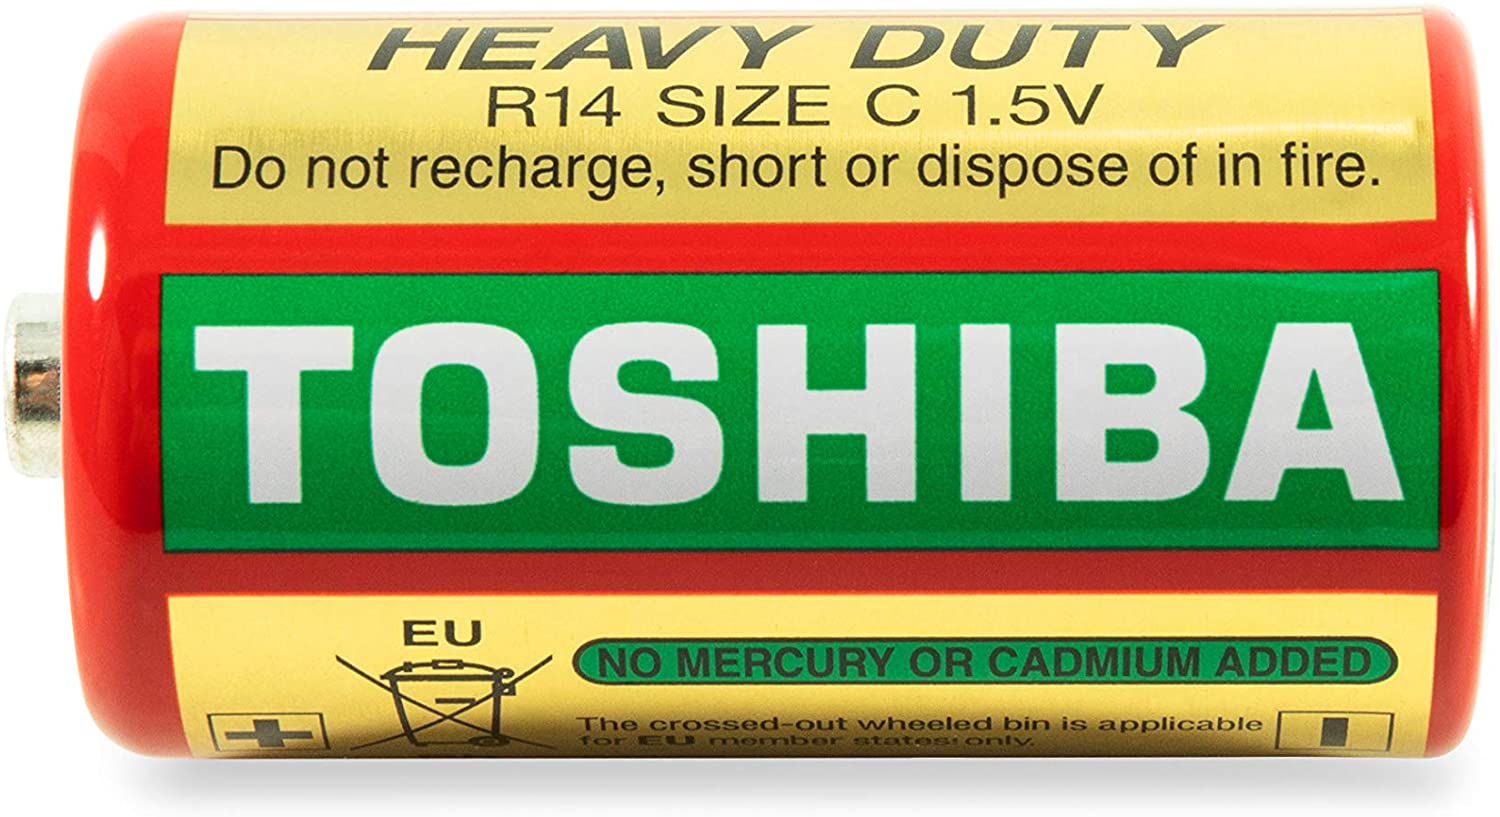 HEAVY DUTY
R14 SIZE C 1.5V
Do not recharge, short or dispose of in fire.
TOSHIBA
EU
NO MERCURY OR CADMIUM ADDED
+
The crossed-out wheeled bin is applicable
for EU member states only.
-